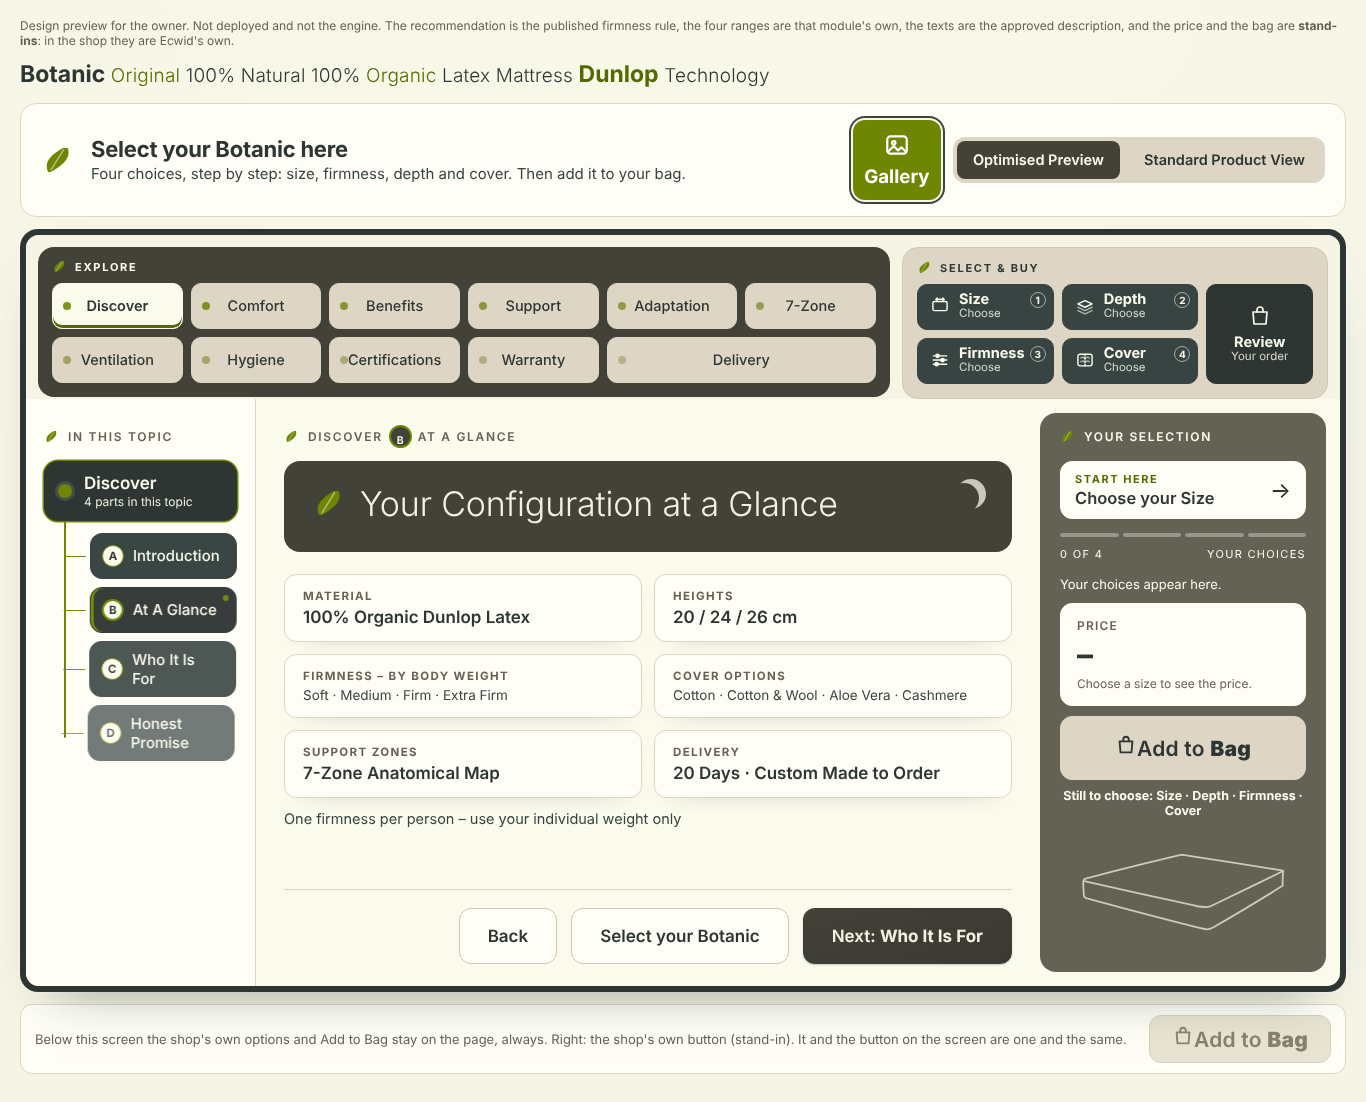 Design preview for the owner. Not deployed and not the engine. The recommendation is the published firmness rule, the four ranges are that module's own, the texts are the approved description, and the price and the bag are stand-
ins: in the shop they are Ecwid's own.
Botanic Original 100% Natural 100% Organic Latex Mattress Dunlop Technology
Select your Botanic here
Four choices, step by step: size, firmness, depth and cover. Then add it to your bag.
Gallery
Optimised Preview
Standard Product View
EXPLORE
Discover
Comfort
Benefits
Support
Adaptation
7-Zone
Ventilation
Hygiene
Certifications
Warranty
Delivery
SELECT & BUY
Size
Choose
1
Depth
Choose
2
Firmness
Choose
3
Cover
Choose
4
Review
Your order
IN THIS TOPIC
Discover
4 parts in this topic
A Introduction
B At A Glance
C Who It Is
For
D Honest
Promise
DISCOVER B AT A GLANCE
Your Configuration at a Glance
MATERIAL
100% Organic Dunlop Latex
HEIGHTS
20 / 24 / 26 cm
FIRMNESS – BY BODY WEIGHT
Soft · Medium · Firm · Extra Firm
COVER OPTIONS
Cotton · Cotton & Wool · Aloe Vera · Cashmere
SUPPORT ZONES
7-Zone Anatomical Map
DELIVERY
20 Days · Custom Made to Order
One firmness per person – use your individual weight only
Back
Select your Botanic
Next: Who It Is For
YOUR SELECTION
START HERE
Choose your Size
0 OF 4
YOUR CHOICES
Your choices appear here.
PRICE
–
Choose a size to see the price.
Add to Bag
Still to choose: Size · Depth · Firmness ·
Cover
Below this screen the shop's own options and Add to Bag stay on the page, always. Right: the shop's own button (stand-in). It and the button on the screen are one and the same.
Add to Bag